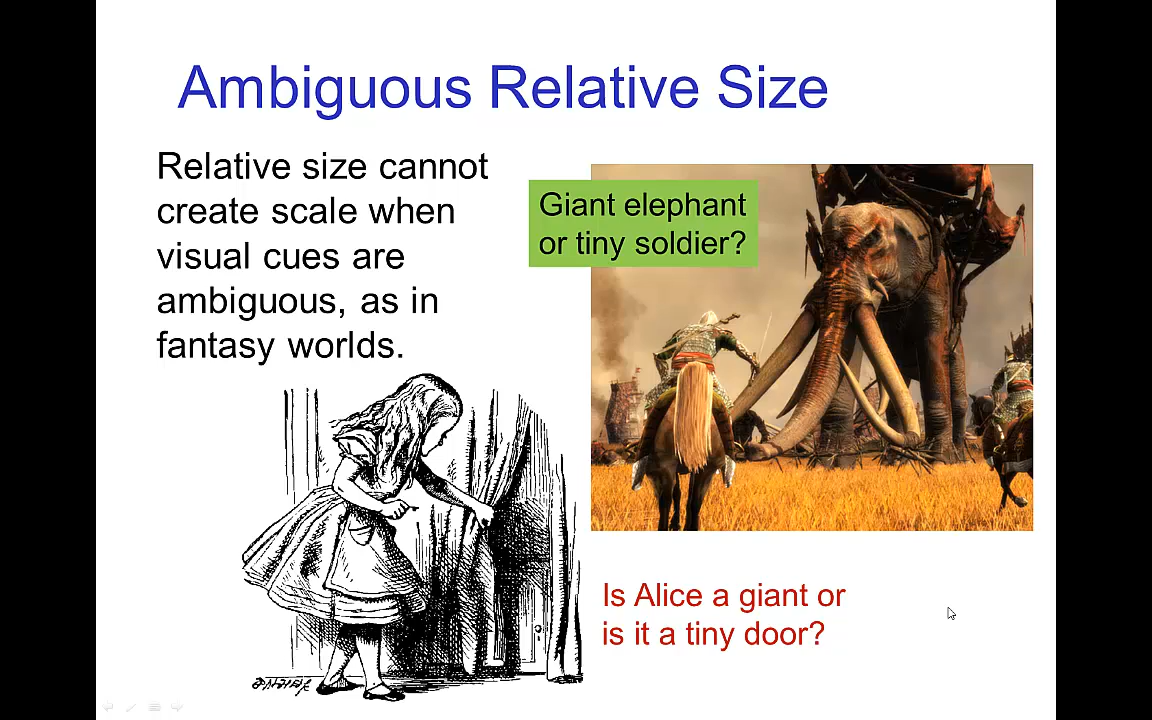 Ambiguous Relative Size
Relative size cannot
create scale when
visual cues are
ambiguous, as in
fantasy worlds.
Giant elephant
or tiny soldier?
Is Alice a giant or
is it a tiny door?